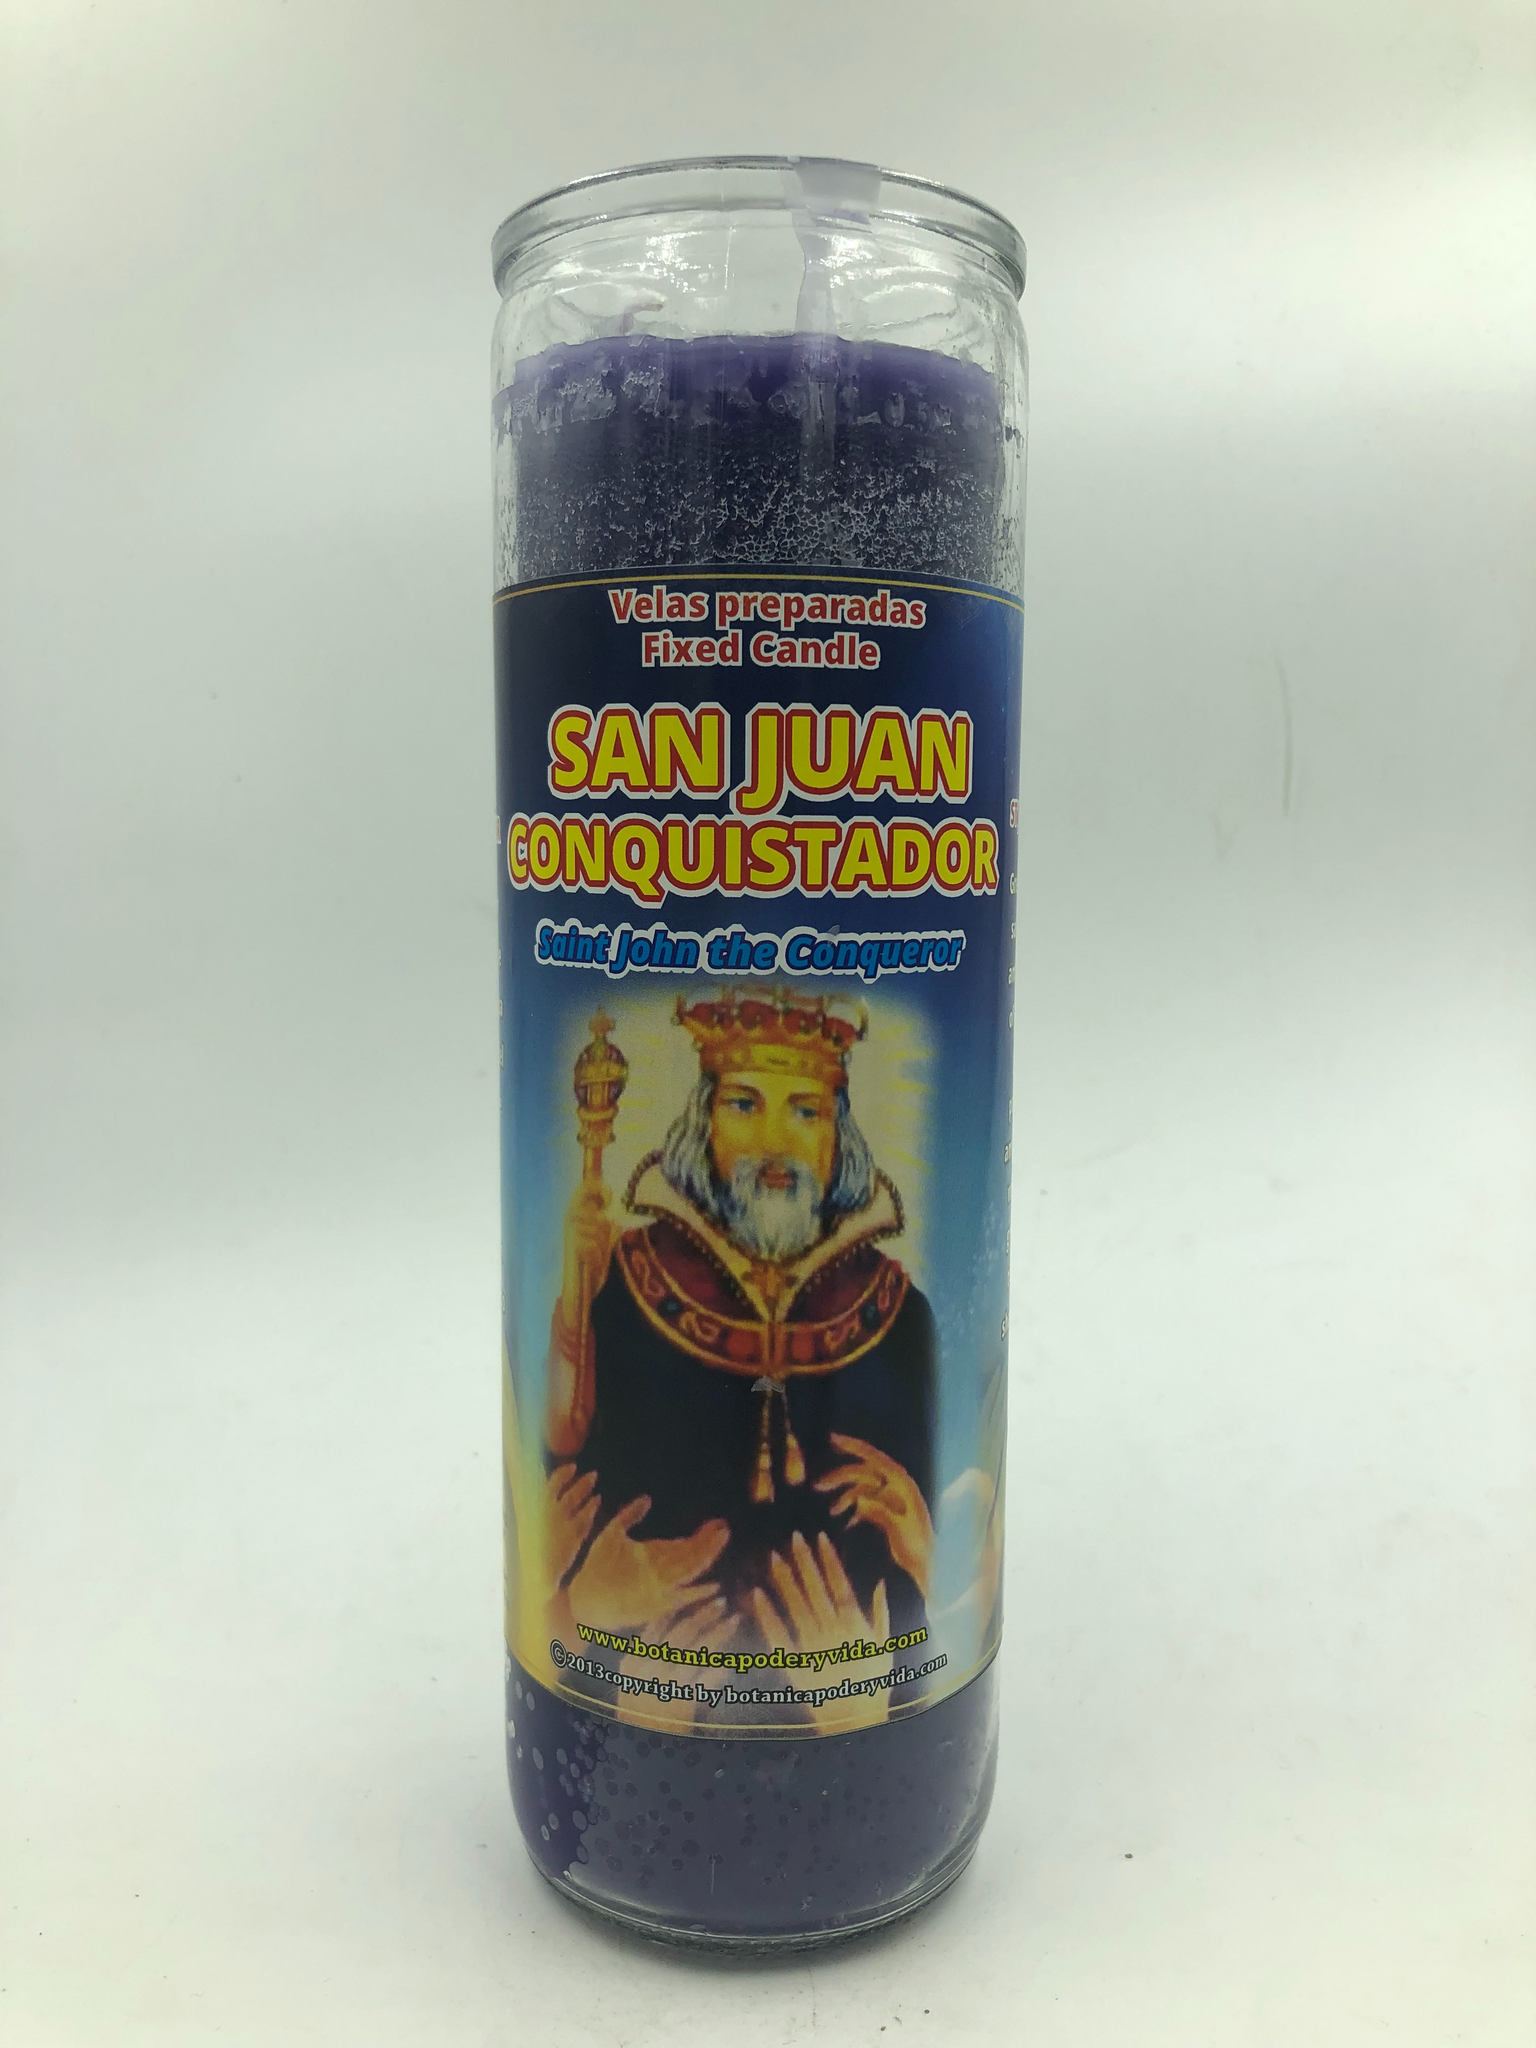 Velas preparadas
Fixed Candle
SAN JUAN
CONQUISTADOR
Saint John the Conqueror
www.botanicapoderyvida.com
©2013copyright by botanicapoderyvida.com